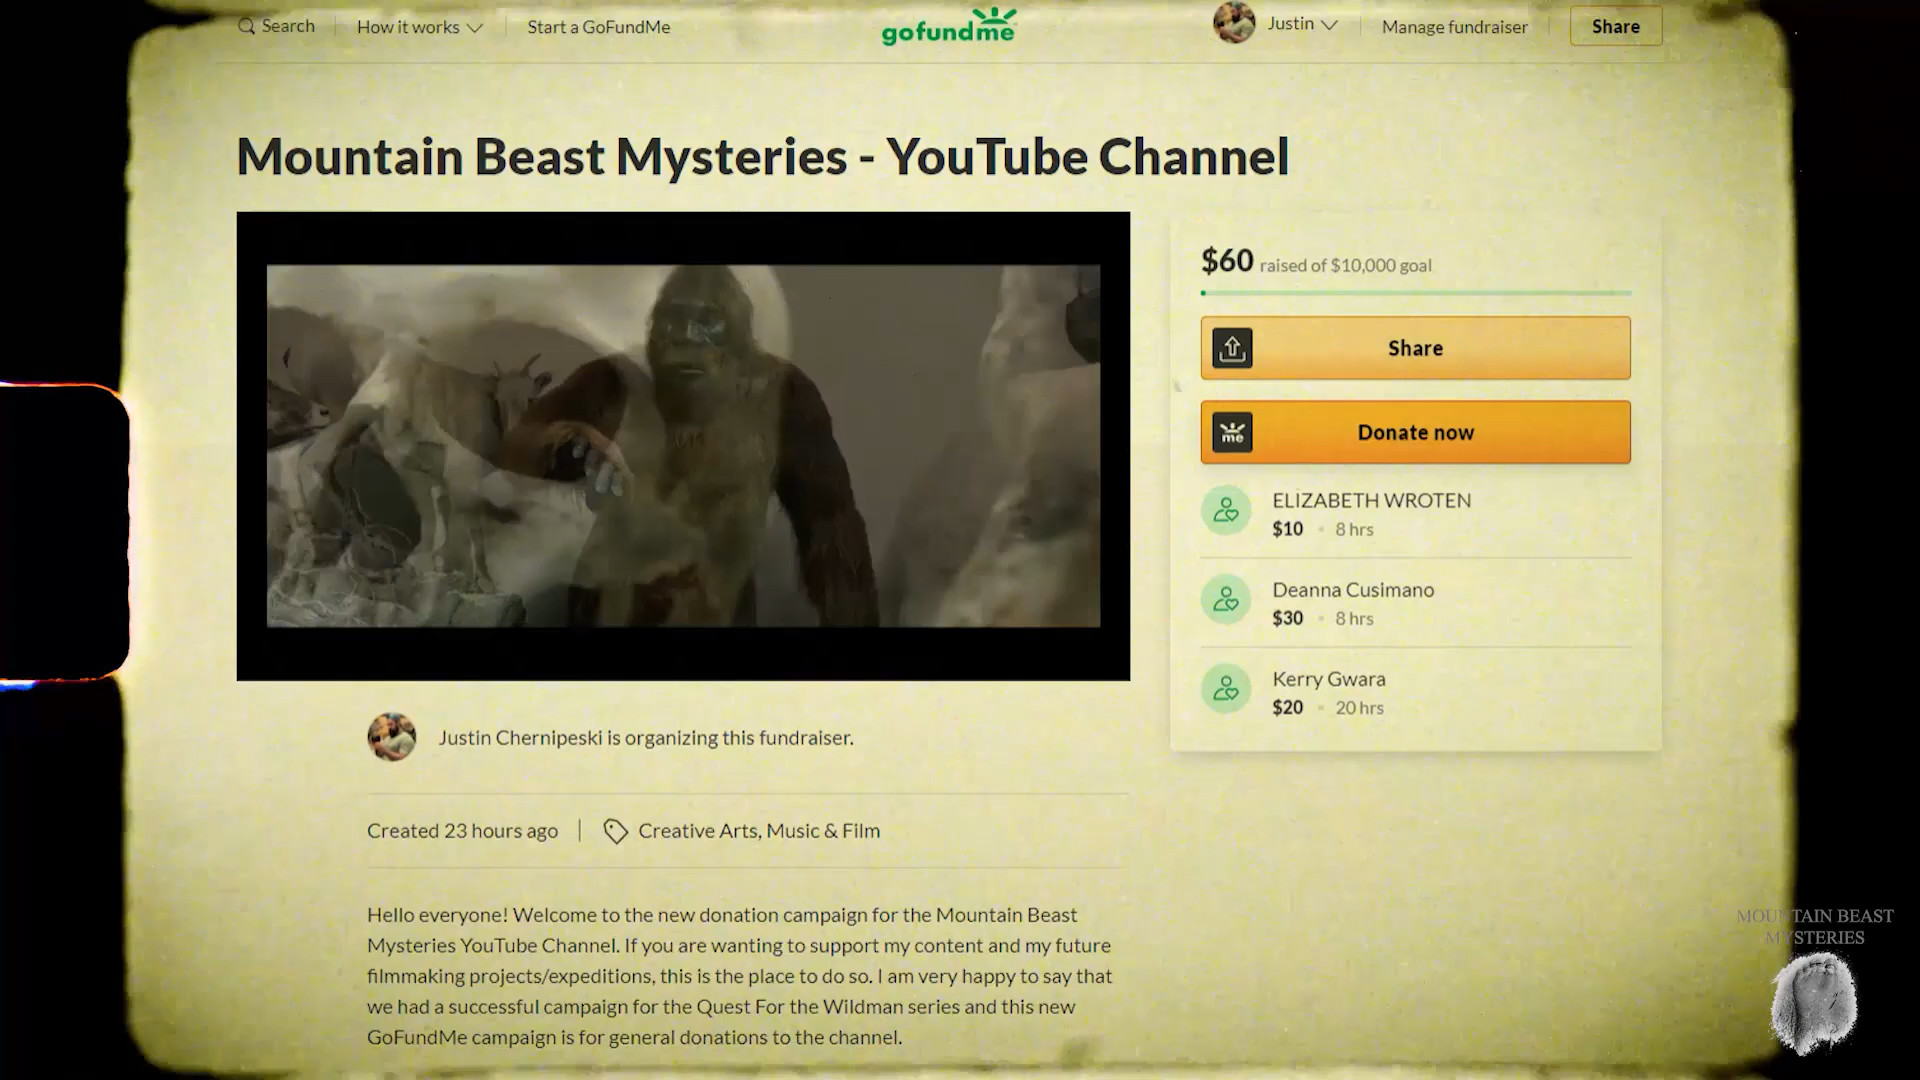 Search
How it works
Start a GoFundMe
gofundme
Justin
Manage fundraiser
Share
Mountain Beast Mysteries - YouTube Channel
$60 raised of $10,000 goal
Share
me
Donate now
ELIZABETH WROTEN
$10 • 8 hrs
Deanna Cusimano
$30 • 8 hrs
Kerry Gwara
$20 • 20 hrs
Justin Chernipeski is organizing this fundraiser.
Created 23 hours ago
Creative Arts, Music & Film
Hello everyone! Welcome to the new donation campaign for the Mountain Beast
Mysteries YouTube Channel. If you are wanting to support my content and my future
filmmaking projects/expeditions, this is the place to do so. I am very happy to say that
we had a successful campaign for the Quest For the Wildman series and this new
GoFundMe campaign is for general donations to the channel.
MOUNTAIN BEAST
MYSTERIES